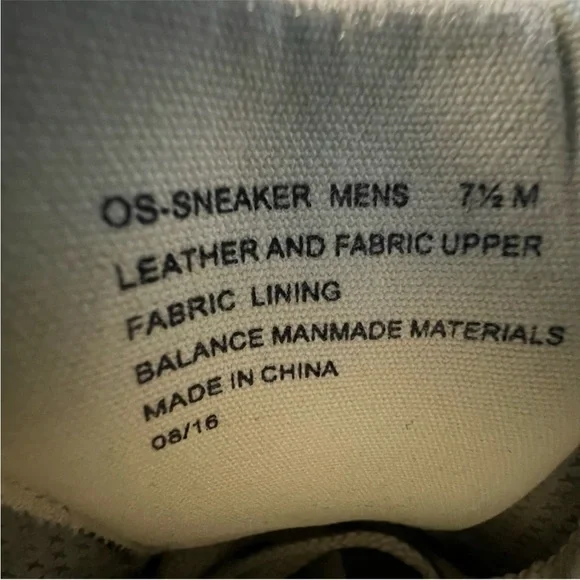 OS-SNEAKER MENS 7½ M
LEATHER AND FABRIC UPPER
FABRIC LINING
BALANCE MANMADE MATERIALS
MADE IN CHINA
08/16